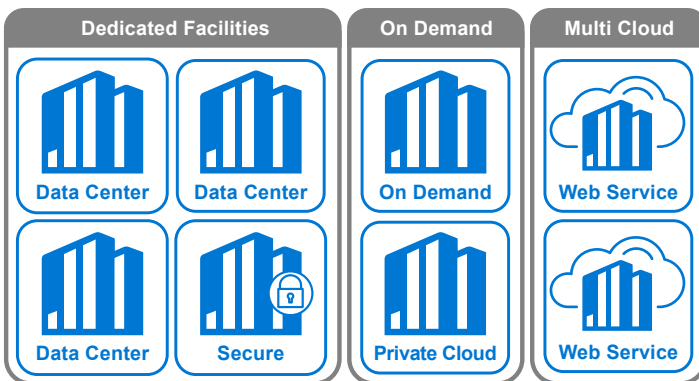 Dedicated Facilities
On Demand
Multi Cloud
Data Center
Data Center
On Demand
Web Service
Data Center
Secure
Private Cloud
Web Service